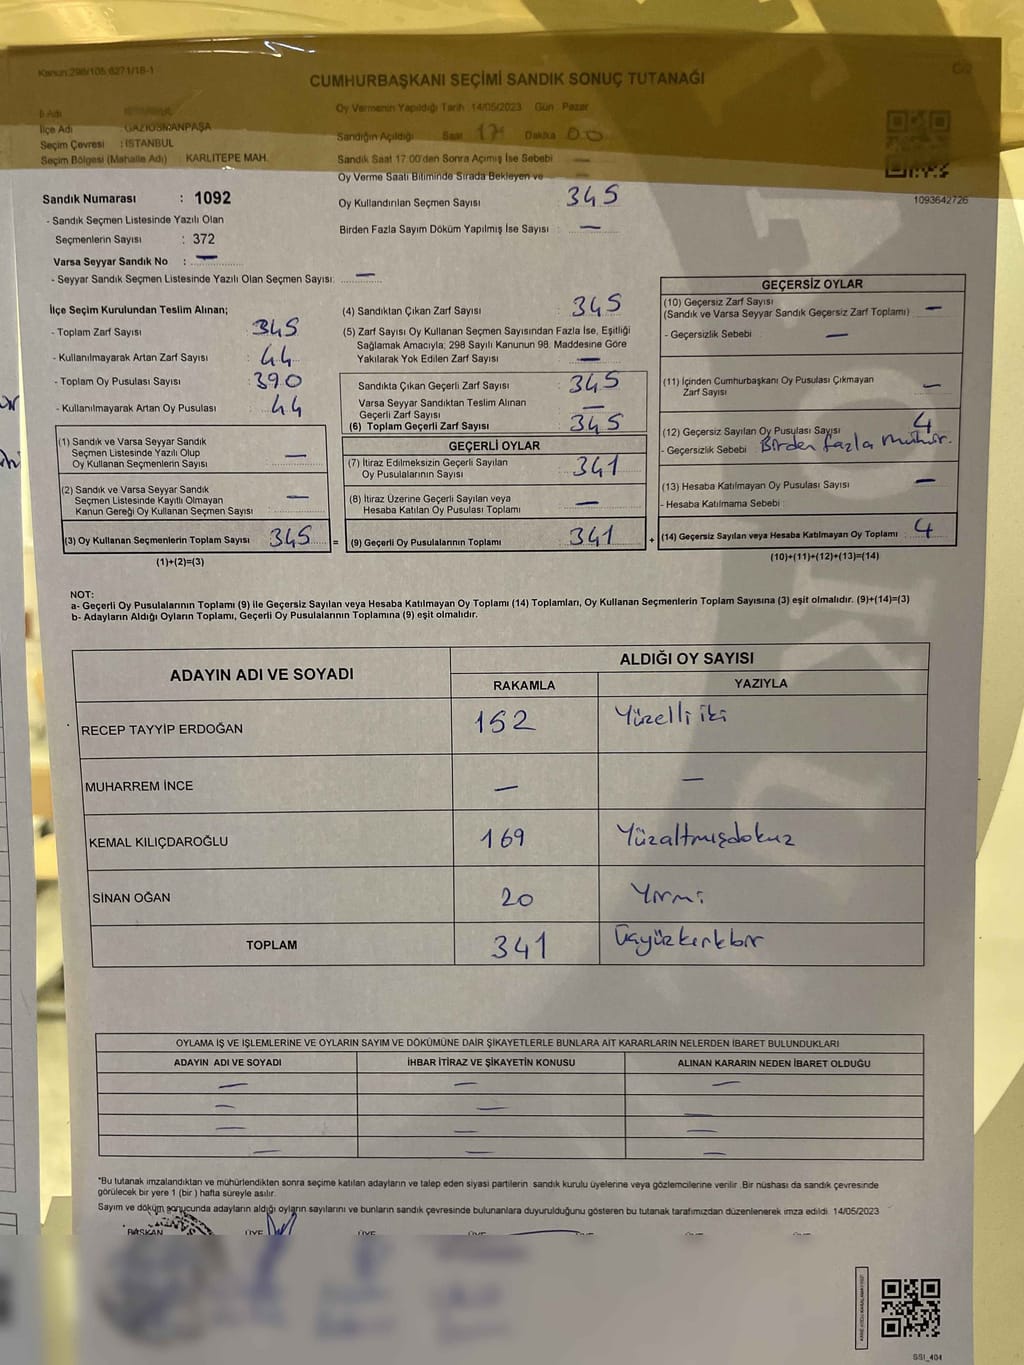 Kanun:298/105.6271/18-1
C/2
CUMHURBAŞKANI SEÇİMİ SANDIK SONUÇ TUTANAĞI
İl Adı
İlçe Adı : GAZİOSMANPAŞA
Seçim Çevresi : İSTANBUL
Seçim Bölgesi (Mahalle Adı) KARLITEPE MAH.
Oy Vermenin Yapıldığı Tarih 14/05/2023 Gün Pazar
Sandığın Açıldığı Saat 17 Dakika 00
Sandık Saat 17.00'den Sonra Açımış İse Sebebi —
Oy Verme Saati Bitiminde Sırada Bekleyen ve
Oy Kullandırılan Seçmen Sayısı 345
Birden Fazla Sayım Döküm Yapılmış İse Sayısı : —
1093642726
Sandık Numarası : 1092
- Sandık Seçmen Listesinde Yazılı Olan
Seçmenlerin Sayısı : 372
Varsa Seyyar Sandık No : —
- Seyyar Sandık Seçmen Listesinde Yazılı Olan Seçmen Sayısı: —
İlçe Seçim Kurulundan Teslim Alınan;
- Toplam Zarf Sayısı : 345
- Kullanılmayarak Artan Zarf Sayısı : 44
- Toplam Oy Pusulası Sayısı : 390
- Kullanılmayarak Artan Oy Pusulası : 44
(1) Sandık ve Varsa Seyyar Sandık
Seçmen Listesinde Yazılı Olup
Oy Kullanan Seçmenlerin Sayısı —
(2) Sandık ve Varsa Seyyar Sandık
Seçmen Listesinde Kayıtlı Olmayan
Kanun Gereği Oy Kullanan Seçmen Sayısı —
(3) Oy Kullanan Seçmenlerin Toplam Sayısı 345 =
(1)+(2)=(3)
(4) Sandıktan Çıkan Zarf Sayısı : 345
(5) Zarf Sayısı Oy Kullanan Seçmen Sayısından Fazla İse, Eşitliği
Sağlamak Amacıyla; 298 Sayılı Kanunun 98. Maddesine Göre
Yakılarak Yok Edilen Zarf Sayısı —
Sandıkta Çıkan Geçerli Zarf Sayısı : 345
Varsa Seyyar Sandıktan Teslim Alınan
Geçerli Zarf Sayısı —
(6) Toplam Geçerli Zarf Sayısı : 345
GEÇERLİ OYLAR
(7) İtiraz Edilmeksizin Geçerli Sayılan
Oy Pusulalarının Sayısı 341
(8) İtiraz Üzerine Geçerli Sayılan veya
Hesaba Katılan Oy Pusulası Toplamı —
(9) Geçerli Oy Pusulalarının Toplamı 341 +
GEÇERSİZ OYLAR
(10) Geçersiz Zarf Sayısı
(Sandık ve Varsa Seyyar Sandık Geçersiz Zarf Toplamı) —
- Geçersizlik Sebebi : —
(11) İçinden Cumhurbaşkanı Oy Pusulası Çıkmayan
Zarf Sayısı —
(12) Geçersiz Sayılan Oy Pusulası Sayısı 4
- Geçersizlik Sebebi Birden fazla mühür.
(13) Hesaba Katılmayan Oy Pusulası Sayısı —
- Hesaba Katılmama Sebebi
(14) Geçersiz Sayılan veya Hesaba Katılmayan Oy Toplamı : 4
(10)+(11)+(12)+(13)=(14)
NOT:
a- Geçerli Oy Pusulalarının Toplamı (9) ile Geçersiz Sayılan veya Hesaba Katılmayan Oy Toplamı (14) Toplamları, Oy Kullanan Seçmenlerin Toplam Sayısına (3) eşit olmalıdır. (9)+(14)=(3)
b- Adayların Aldığı Oyların Toplamı, Geçerli Oy Pusulalarının Toplamına (9) eşit olmalıdır.
ADAYIN ADI VE SOYADI
ALDIĞI OY SAYISI
RAKAMLA YAZIYLA
RECEP TAYYİP ERDOĞAN 152 Yüzelli iki
MUHARREM İNCE — —
KEMAL KILIÇDAROĞLU 169 Yüzaltmışdokuz
SİNAN OĞAN 20 Yirmi
TOPLAM 341 Üçyüzkırkbir
OYLAMA İŞ VE İŞLEMLERİNE VE OYLARIN SAYIM VE DÖKÜMÜNE DAİR ŞİKAYETLERLE BUNLARA AİT KARARLARIN NELERDEN İBARET BULUNDUKLARI
ADAYIN ADI VE SOYADI İHBAR İTİRAZ VE ŞİKAYETİN KONUSU ALINAN KARARIN NEDEN İBARET OLDUĞU
— — —
— — —
— — —
— — —
*Bu tutanak imzalandıktan ve mühürlendikten sonra seçime katılan adayların ve talep eden siyasi partilerin sandık kurulu üyelerine veya gözlemcilerine verilir. Bir nüshası da sandık çevresinde
görülecek bir yere 1 (bir ) hafta süreyle asılır.
Sayım ve döküm sonucunda adayların aldığı oyların sayılarını ve bunların sandık çevresinde bulunanlara duyurulduğunu gösteren bu tutanak tarafımızdan düzenlenerek imza edildi. 14/05/2023
BAŞKAN ÜYE ÜYE ÜYE
SSI_404